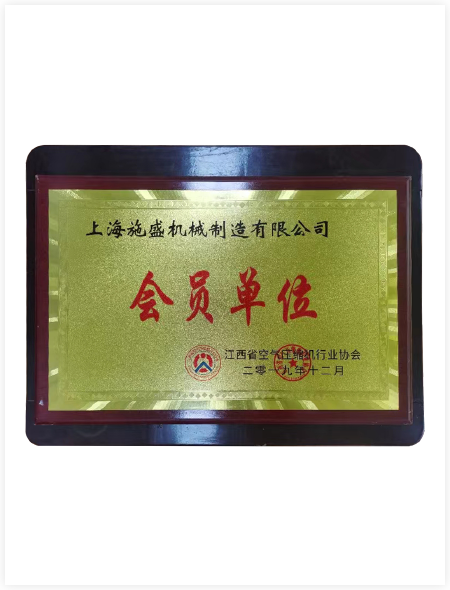 上海施盛机械制造有限公司
会员单位
江西省空气压缩机行业协会
二零一九年十二月